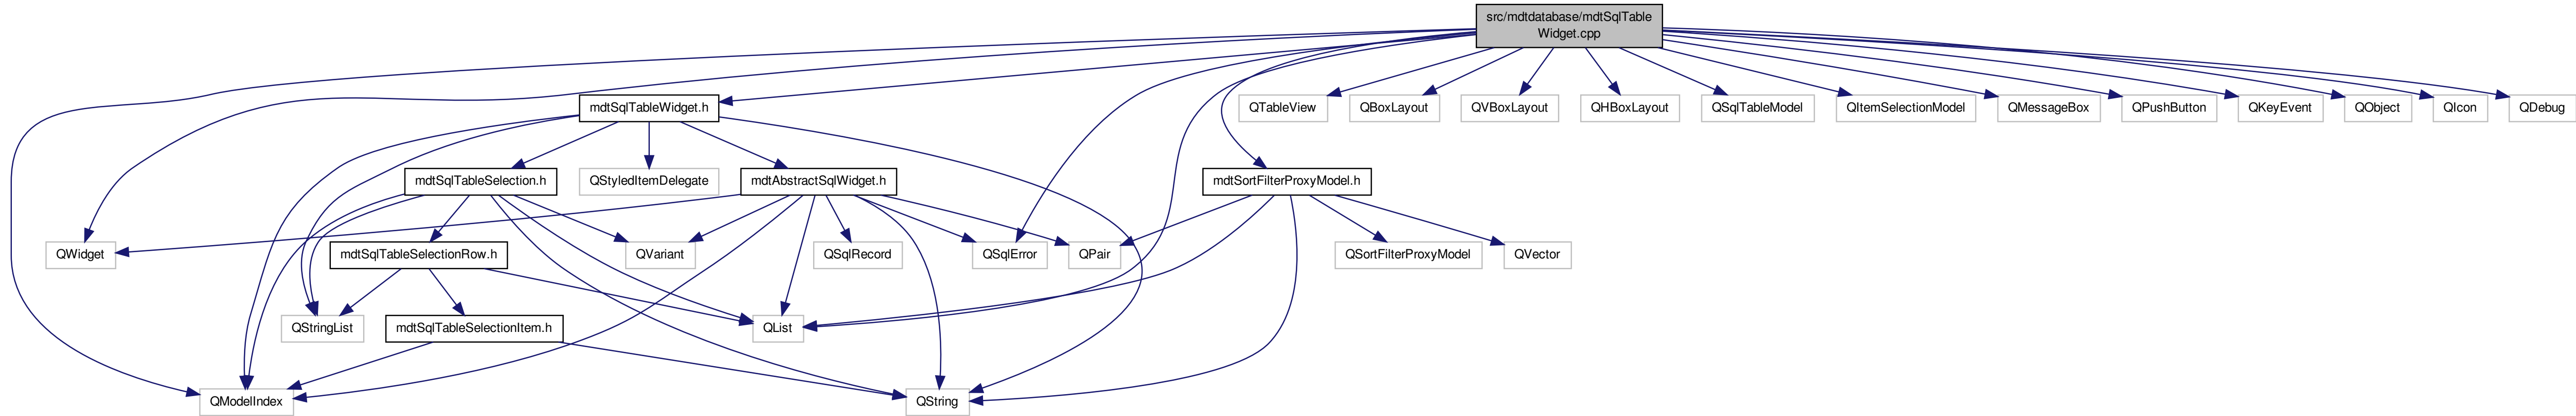 src/mdtdatabase/mdtSqlTable
Widget.cpp
mdtSqlTableWidget.h
QTableView
QBoxLayout
QVBoxLayout
QHBoxLayout
QSqlTableModel
QItemSelectionModel
QMessageBox
QPushButton
QKeyEvent
QObject
QIcon
QDebug
mdtSqlTableSelection.h
QStyledItemDelegate
mdtAbstractSqlWidget.h
mdtSortFilterProxyModel.h
QWidget
mdtSqlTableSelectionRow.h
QVariant
QSqlRecord
QSqlError
QPair
QSortFilterProxyModel
QVector
QStringList
mdtSqlTableSelectionItem.h
QList
QModelIndex
QString